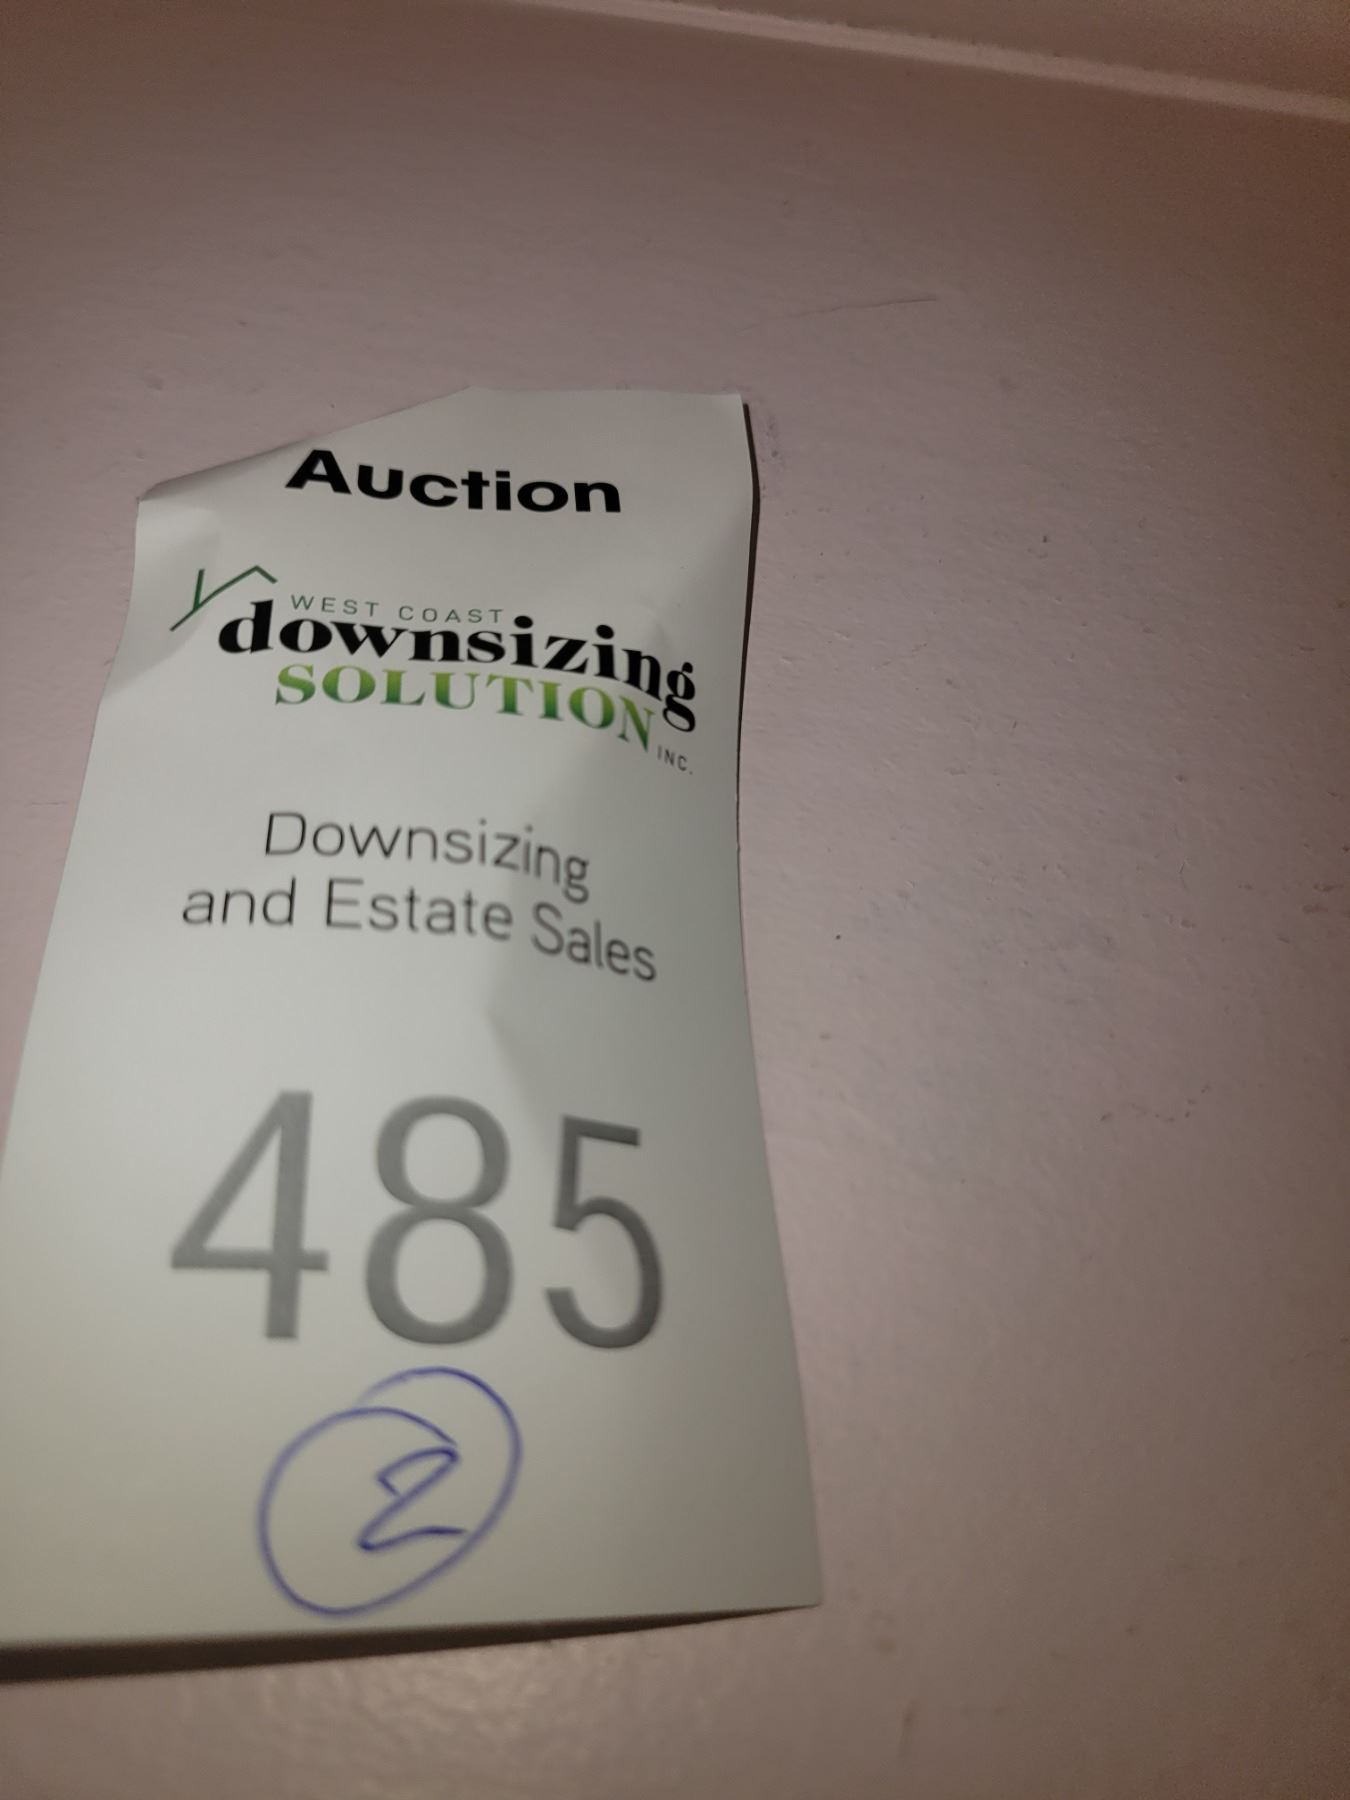 Auction
WEST COAST
downsizing
SOLUTION
INC.
Downsizing
and Estate Sales
485
2